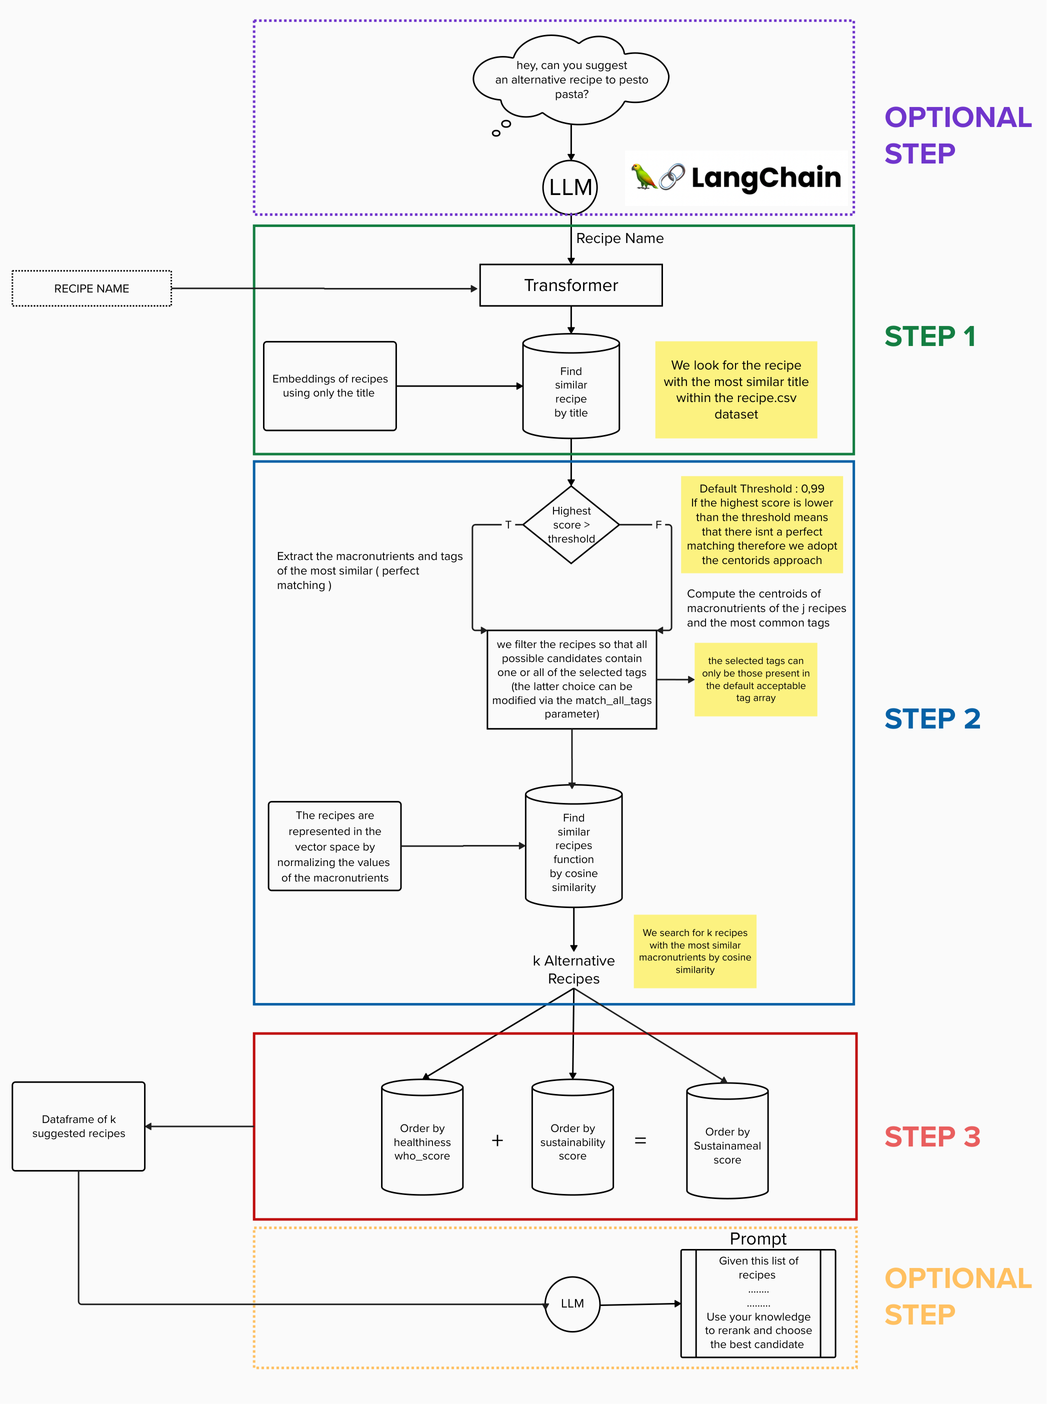 hey, can you suggest
an alternative recipe to pesto
pasta?
OPTIONAL
STEP
LLM
LangChain
Recipe Name
RECIPE NAME
Transformer
STEP 1
Embeddings of recipes
using only the title
Find
similar
recipe
by title
We look for the recipe
with the most similar title
within the recipe.csv
dataset
Highest
score >
threshold
T
F
Default Threshold : 0,99
If the highest score is lower
than the threshold means
that there isnt a perfect
matching therefore we adopt
the centorids approach
Extract the macronutrients and tags
of the most similar ( perfect
matching )
Compute the centroids of
macronutrients of the j recipes
and the most common tags
we filter the recipes so that all
possible candidates contain
one or all of the selected tags
(the latter choice can be
modified via the match_all_tags
parameter)
the selected tags can
only be those present in
the default acceptable
tag array
STEP 2
The recipes are
represented in the
vector space by
normalizing the values
of the macronutrients
Find
similar
recipes
function
by cosine
similarity
We search for k recipes
with the most similar
macronutrients by cosine
similarity
k Alternative
Recipes
Dataframe of k
suggested recipes
Order by
healthiness
who_score
+
Order by
sustainability
score
=
Order by
Sustainameal
score
STEP 3
Prompt
LLM
Given this list of
recipes
........
.........
Use your knowledge
to rerank and choose
the best candidate
OPTIONAL
STEP